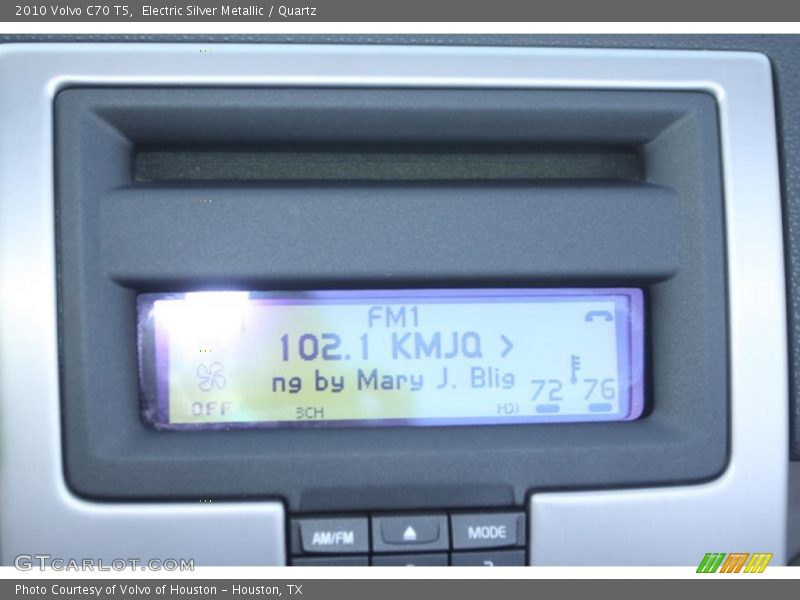 2010 Volvo C70 T5,  Electric Silver Metallic / Quartz
FM1
102.1 KMJQ >
ng by Mary J. Blig
72 76
OFF
3CH
HD
AM/FM
MODE
GTCARLOT.COM
Photo Courtesy of Volvo of Houston - Houston, TX